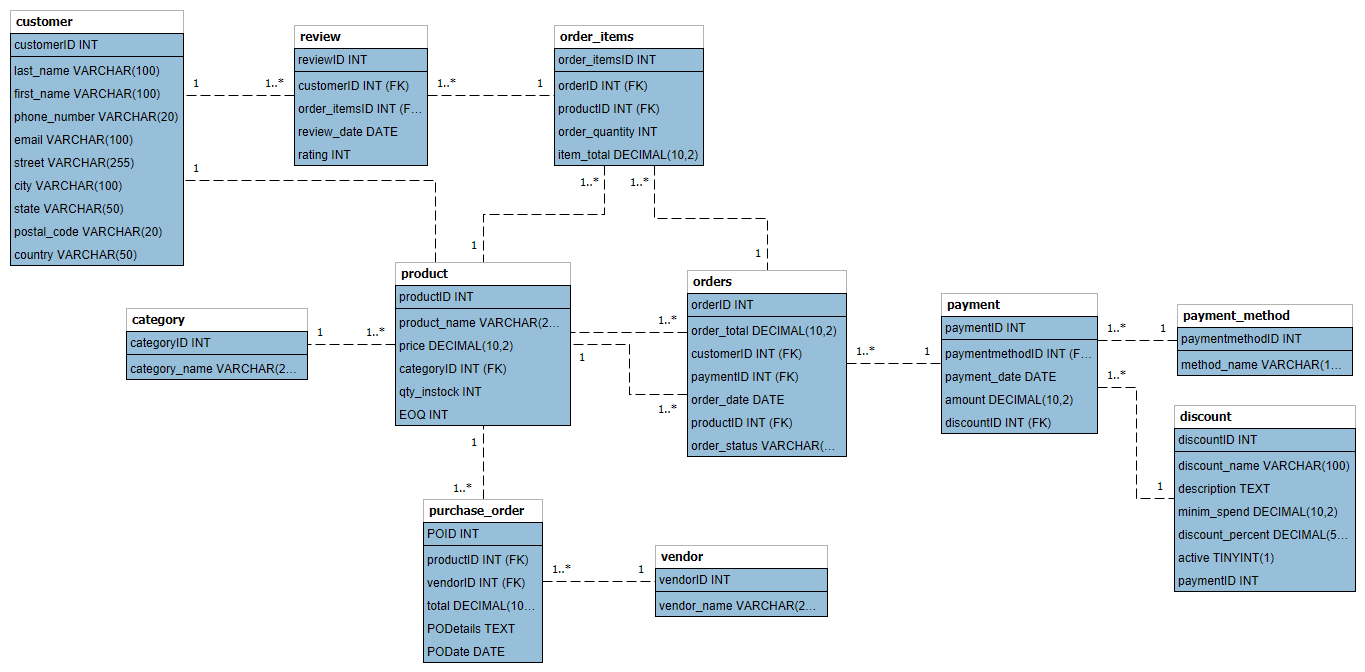 customer
customerID INT
last_name VARCHAR(100)
first_name VARCHAR(100)
phone_number VARCHAR(20)
email VARCHAR(100)
street VARCHAR(255)
city VARCHAR(100)
state VARCHAR(50)
postal_code VARCHAR(20)
country VARCHAR(50)
1
1..*
1
review
reviewID INT
customerID INT (FK)
order_itemsID INT (F...
review_date DATE
rating INT
1..*
1
order_items
order_itemsID INT
orderID INT (FK)
productID INT (FK)
order_quantity INT
item_total DECIMAL(10,2)
1..*
1..*
1
1
category
categoryID INT
category_name VARCHAR(2...
1
1..*
product
productID INT
product_name VARCHAR(2...
price DECIMAL(10,2)
categoryID INT (FK)
qty_instock INT
EOQ INT
1..*
1
1..*
orders
orderID INT
order_total DECIMAL(10,2)
customerID INT (FK)
paymentID INT (FK)
order_date DATE
productID INT (FK)
order_status VARCHAR(...
1..*
1
payment
paymentID INT
paymentmethodID INT (F...
payment_date DATE
amount DECIMAL(10,2)
discountID INT (FK)
1..*
1
1..*
1
payment_method
paymentmethodID INT
method_name VARCHAR(1...
discount
discountID INT
discount_name VARCHAR(100)
description TEXT
minim_spend DECIMAL(10,2)
discount_percent DECIMAL(5...
active TINYINT(1)
paymentID INT
1
1..*
purchase_order
POID INT
productID INT (FK)
vendorID INT (FK)
total DECIMAL(10...
PODetails TEXT
PODate DATE
1..*
1
vendor
vendorID INT
vendor_name VARCHAR(2...